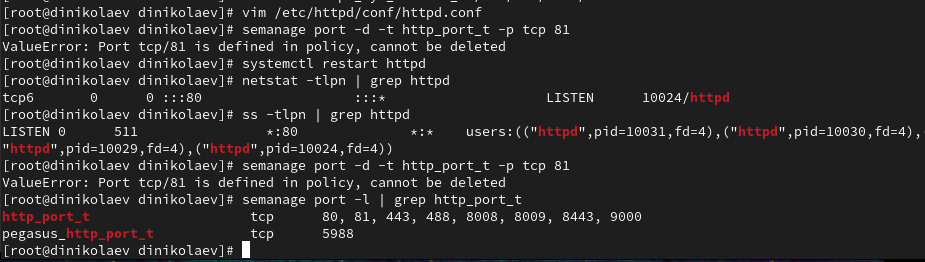 [root@dinikolaev dinikolaev]# vim /etc/httpd/conf/httpd.conf
[root@dinikolaev dinikolaev]# semanage port -d -t http_port_t -p tcp 81
ValueError: Port tcp/81 is defined in policy, cannot be deleted
[root@dinikolaev dinikolaev]# systemctl restart httpd
[root@dinikolaev dinikolaev]# netstat -tlpn | grep httpd
tcp6       0      0 :::80                   :::*                    LISTEN      10024/httpd
[root@dinikolaev dinikolaev]# ss -tlpn | grep httpd
LISTEN 0      511                *:80              *:*    users:(("httpd",pid=10031,fd=4),("httpd",pid=10030,fd=4),(
"httpd",pid=10029,fd=4),("httpd",pid=10024,fd=4))
[root@dinikolaev dinikolaev]# semanage port -d -t http_port_t -p tcp 81
ValueError: Port tcp/81 is defined in policy, cannot be deleted
[root@dinikolaev dinikolaev]# semanage port -l | grep http_port_t
http_port_t                    tcp      80, 81, 443, 488, 8008, 8009, 8443, 9000
pegasus_http_port_t            tcp      5988
[root@dinikolaev dinikolaev]#